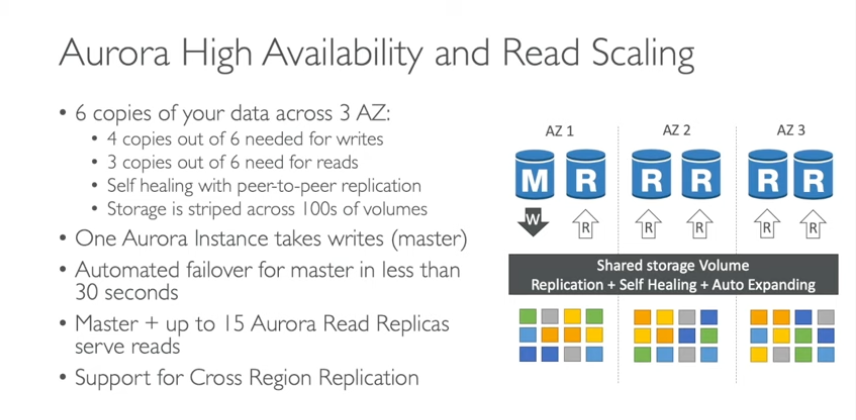 Aurora High Availability and Read Scaling
• 6 copies of your data across 3 AZ:
• 4 copies out of 6 needed for writes
• 3 copies out of 6 need for reads
• Self healing with peer-to-peer replication
• Storage is striped across 100s of volumes
• One Aurora Instance takes writes (master)
• Automated failover for master in less than
30 seconds
• Master + up to 15 Aurora Read Replicas
serve reads
• Support for Cross Region Replication
AZ 1 AZ 2 AZ 3
M R R R R R
W R R R R R
Shared storage Volume
Replication + Self Healing + Auto Expanding